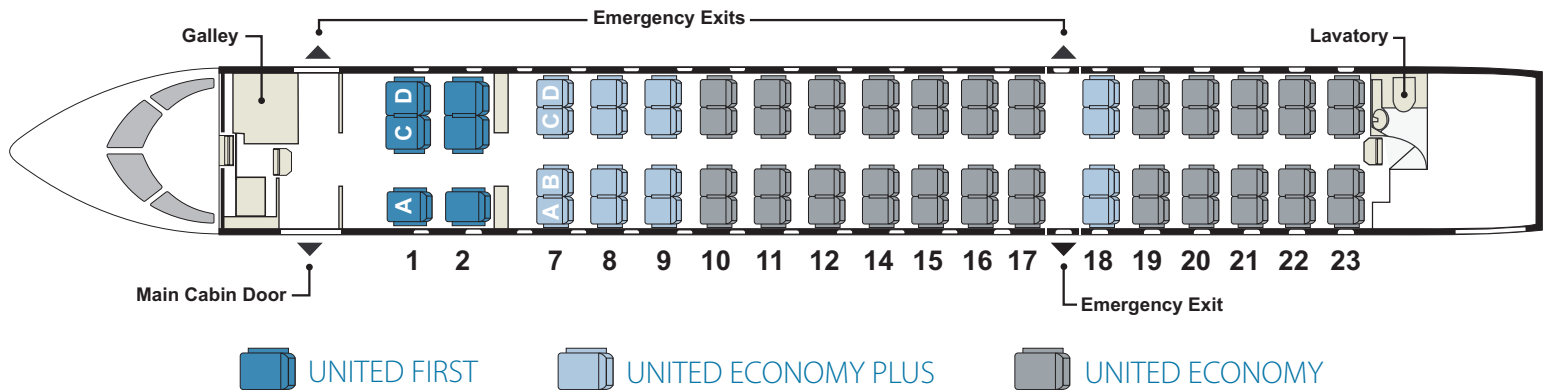 Emergency Exits
Galley
Lavatory
D
C
A
D
C
B
A
1 2 7 8 9 10 11 12 14 15 16 17 18 19 20 21 22 23
Main Cabin Door
Emergency Exit
UNITED FIRST
UNITED ECONOMY PLUS
UNITED ECONOMY